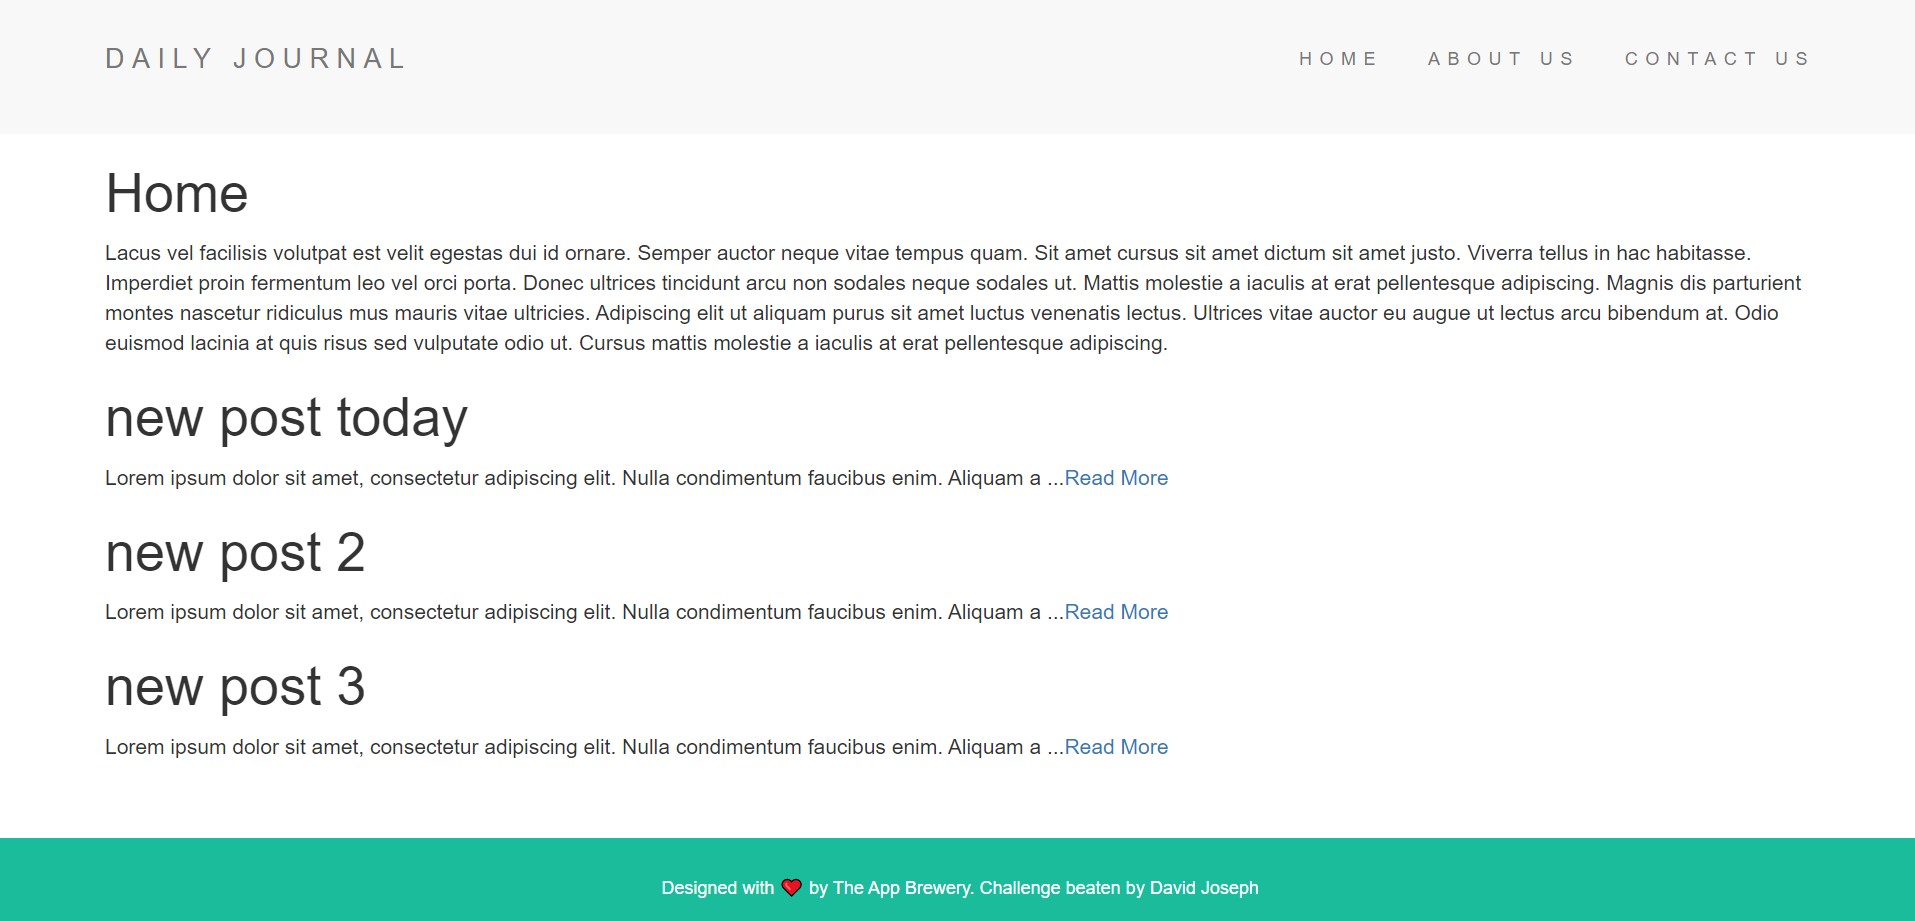 DAILY JOURNAL
HOME ABOUT US CONTACT US
Home
Lacus vel facilisis volutpat est velit egestas dui id ornare. Semper auctor neque vitae tempus quam. Sit amet cursus sit amet dictum sit amet justo. Viverra tellus in hac habitasse.
Imperdiet proin fermentum leo vel orci porta. Donec ultrices tincidunt arcu non sodales neque sodales ut. Mattis molestie a iaculis at erat pellentesque adipiscing. Magnis dis parturient
montes nascetur ridiculus mus mauris vitae ultricies. Adipiscing elit ut aliquam purus sit amet luctus venenatis lectus. Ultrices vitae auctor eu augue ut lectus arcu bibendum at. Odio
euismod lacinia at quis risus sed vulputate odio ut. Cursus mattis molestie a iaculis at erat pellentesque adipiscing.
new post today
Lorem ipsum dolor sit amet, consectetur adipiscing elit. Nulla condimentum faucibus enim. Aliquam a ...Read More
new post 2
Lorem ipsum dolor sit amet, consectetur adipiscing elit. Nulla condimentum faucibus enim. Aliquam a ...Read More
new post 3
Lorem ipsum dolor sit amet, consectetur adipiscing elit. Nulla condimentum faucibus enim. Aliquam a ...Read More
Designed with ❤️ by The App Brewery. Challenge beaten by David Joseph